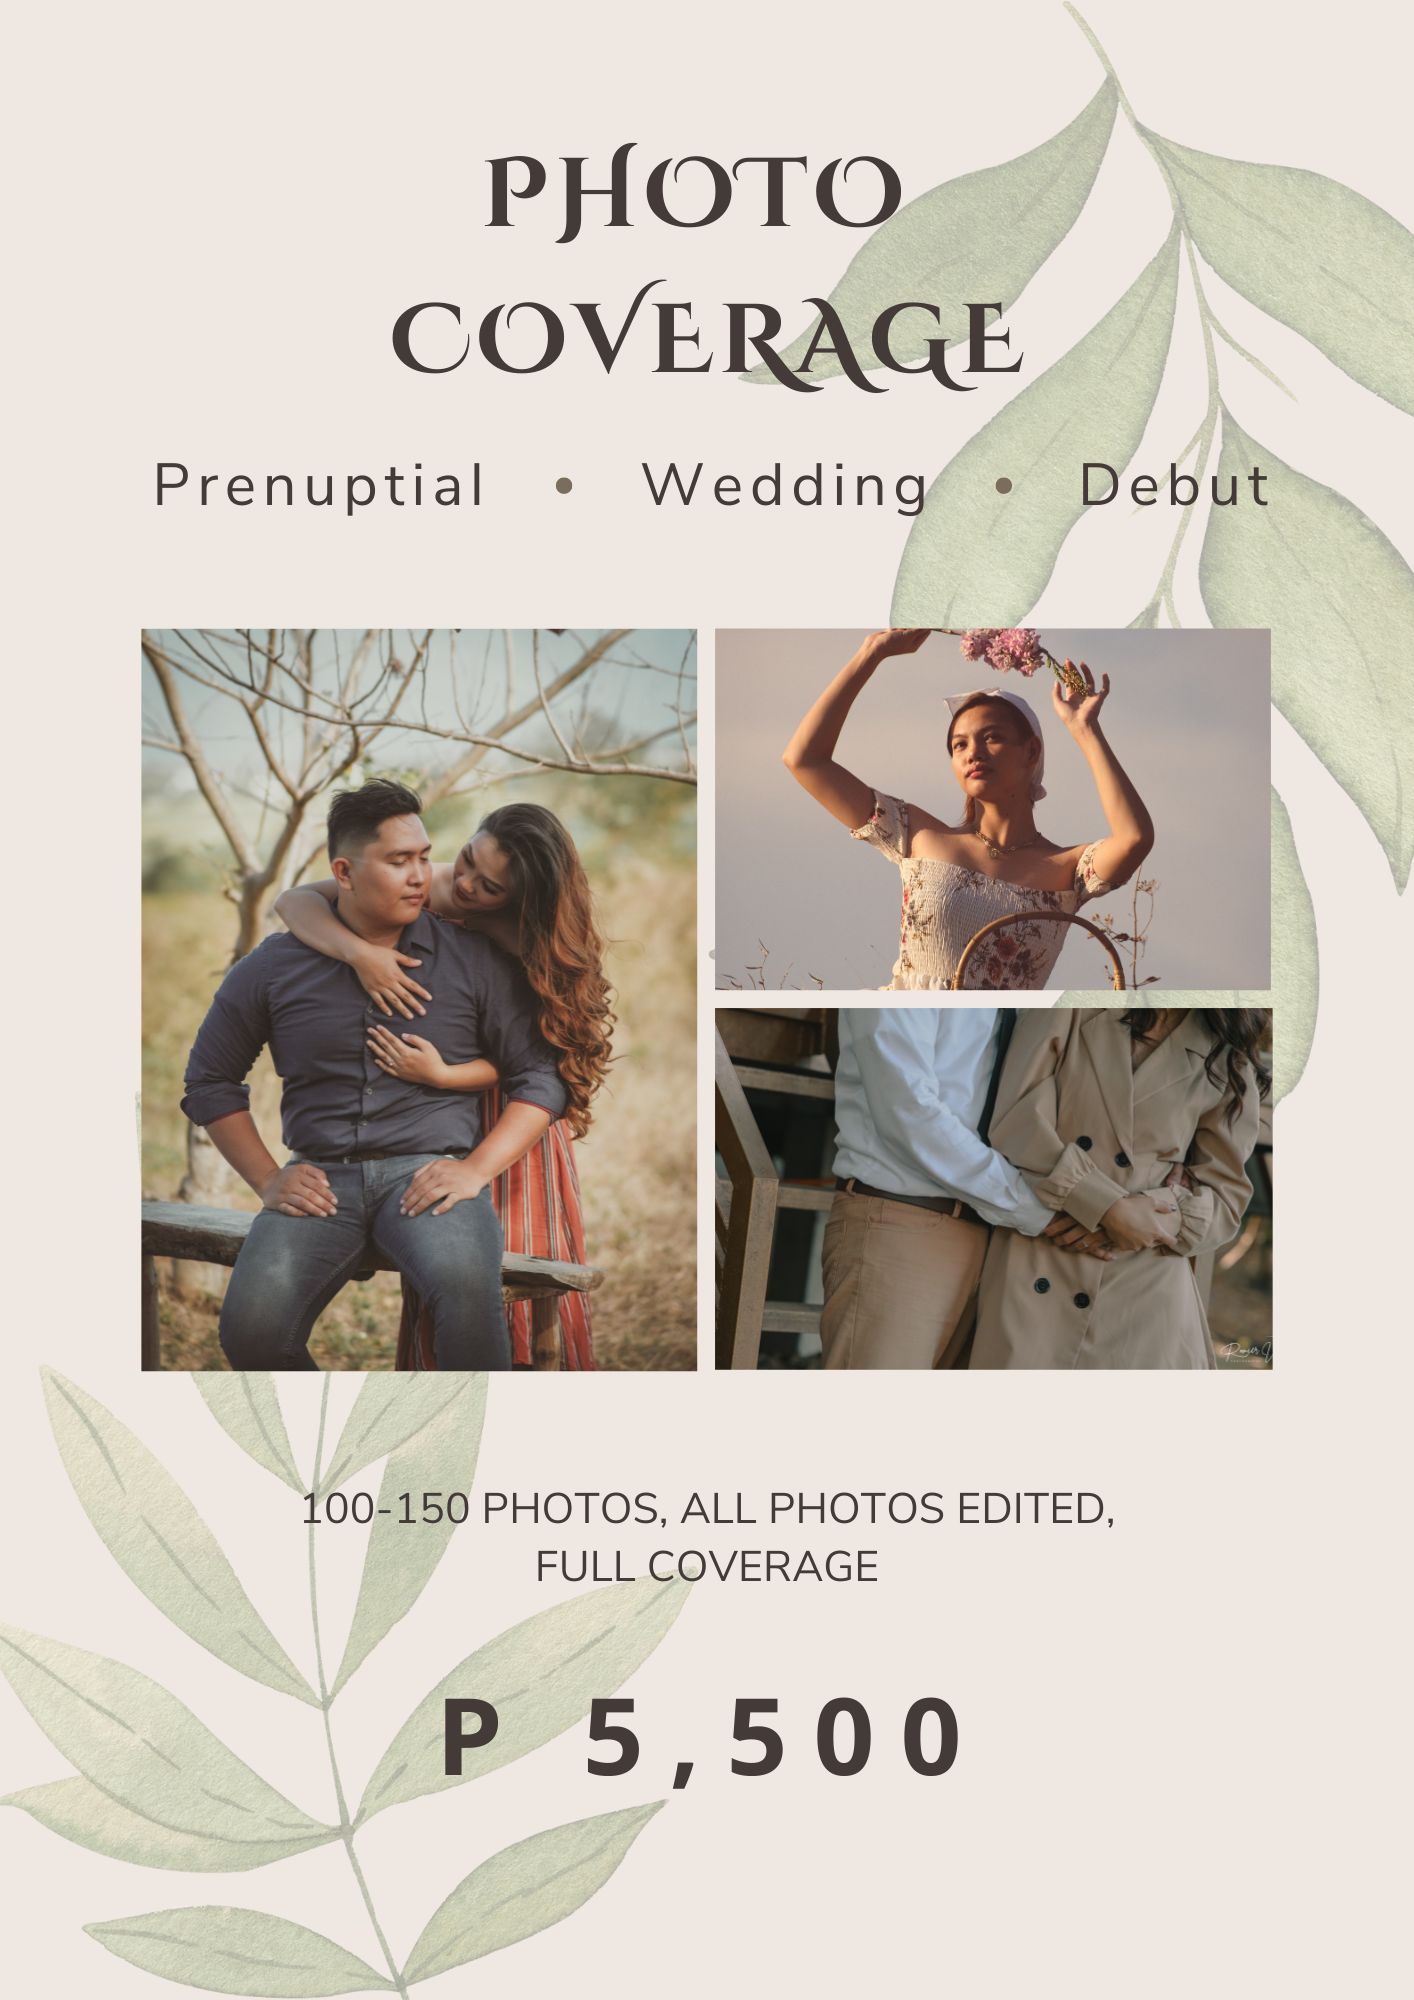 PHOTO
COVERAGE
Prenuptial • Wedding • Debut
100-150 PHOTOS, ALL PHOTOS EDITED,
FULL COVERAGE
P 5,500